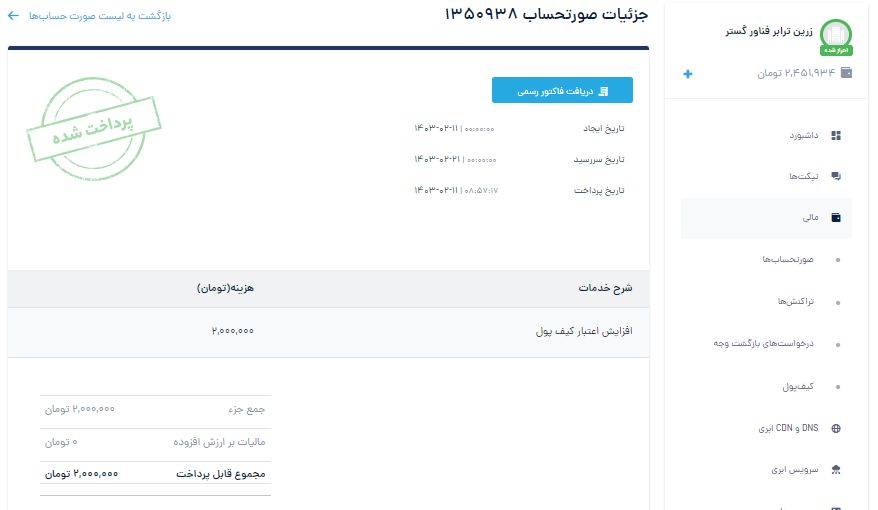 زرین ترابر فناور گستر
احراز شده
۲,۴۵۱,۹۳۴ تومان
داشبورد
تیکت‌ها
مالی
صورتحساب‌ها
تراکنش‌ها
درخواست‌های بازگشت وجه
کیف‌پول
DNS و CDN ابری
سرویس ابری
جزئیات صورتحساب ۱۳۵۰۹۳۸
بازگشت به لیست صورت حساب‌ها
دریافت فاکتور رسمی
پرداخت شده
تاریخ ایجاد ۱۴۰۳-۰۲-۱۱ | ۰۰:۰۰:۰۰
تاریخ سررسید ۱۴۰۳-۰۲-۲۱ | ۰۰:۰۰:۰۰
تاریخ پرداخت ۱۴۰۳-۰۲-۱۱ | ۰۸:۵۷:۱۷
شرح خدمات هزینه(تومان)
افزایش اعتبار کیف پول ۲,۰۰۰,۰۰۰
جمع جزء ۲,۰۰۰,۰۰۰ تومان
مالیات بر ارزش افزوده ۰ تومان
مجموع قابل پرداخت ۲,۰۰۰,۰۰۰ تومان